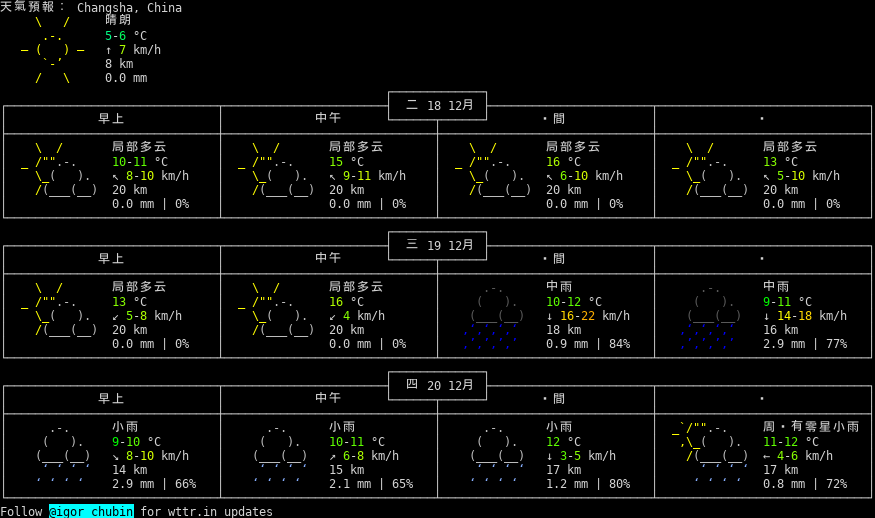 天氣預報： Changsha, China
晴朗
5-6 °C
↑ 7 km/h
8 km
0.0 mm
二 18 12月
早上 中午 ・間 ・
局部多云 局部多云 局部多云 局部多云
10-11 °C 15 °C 16 °C 13 °C
↖ 8-10 km/h ↖ 9-11 km/h ↖ 6-10 km/h ↖ 5-10 km/h
20 km 20 km 20 km 20 km
0.0 mm | 0% 0.0 mm | 0% 0.0 mm | 0% 0.0 mm | 0%
三 19 12月
早上 中午 ・間 ・
局部多云 局部多云 中雨 中雨
13 °C 16 °C 10-12 °C 9-11 °C
↙ 5-8 km/h ↙ 4 km/h ↓ 16-22 km/h ↓ 14-18 km/h
20 km 20 km 18 km 16 km
0.0 mm | 0% 0.0 mm | 0% 0.9 mm | 84% 2.9 mm | 77%
四 20 12月
早上 中午 ・間 ・
小雨 小雨 小雨 周・有零星小雨
9-10 °C 10-11 °C 12 °C 11-12 °C
↘ 8-10 km/h ↗ 6-8 km/h ↓ 3-5 km/h ← 4-6 km/h
14 km 15 km 17 km 17 km
2.9 mm | 66% 2.1 mm | 65% 1.2 mm | 80% 0.8 mm | 72%
Follow @igor_chubin for wttr.in updates